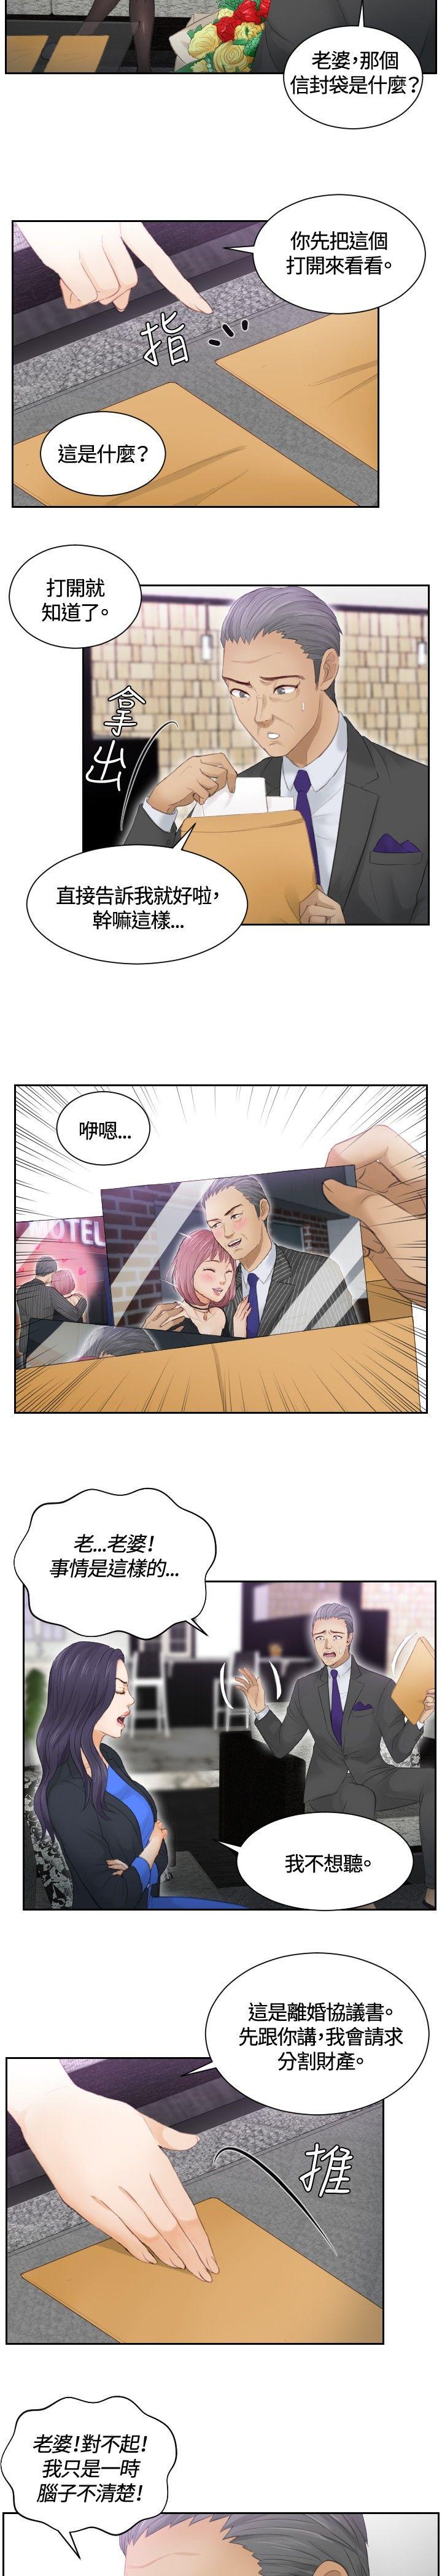 老婆，那個
信封袋是什麼？
你先把這個
打開來看看。
指
這是什麼？
打開就
知道了。
拿
出
直接告訴我就好啦，
幹嘛這樣...
咿嗯...
MOTEL
老...老婆！
事情是這樣的...
我不想聽。
這是離婚協議書。
先跟你講，我會請求
分割財產。
推
老婆！對不起！
我只是一時
腦子不清楚！